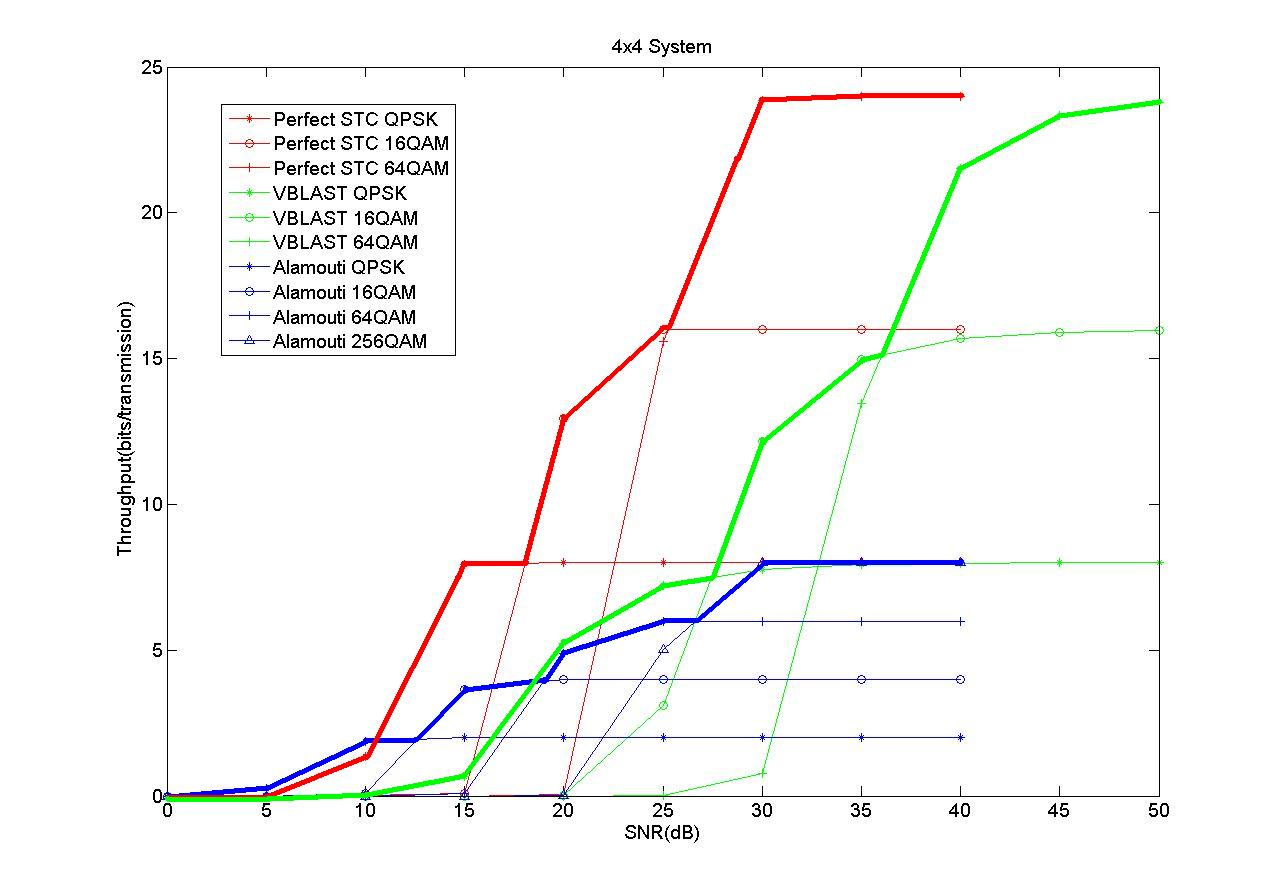 4x4 System
25
Perfect STC QPSK
Perfect STC 16QAM
Perfect STC 64QAM
VBLAST QPSK
VBLAST 16QAM
VBLAST 64QAM
Alamouti QPSK
Alamouti 16QAM
Alamouti 64QAM
Alamouti 256QAM
20
15
10
5
0
Throughput(bits/transmission)
0 5 10 15 20 25 30 35 40 45 50
SNR(dB)